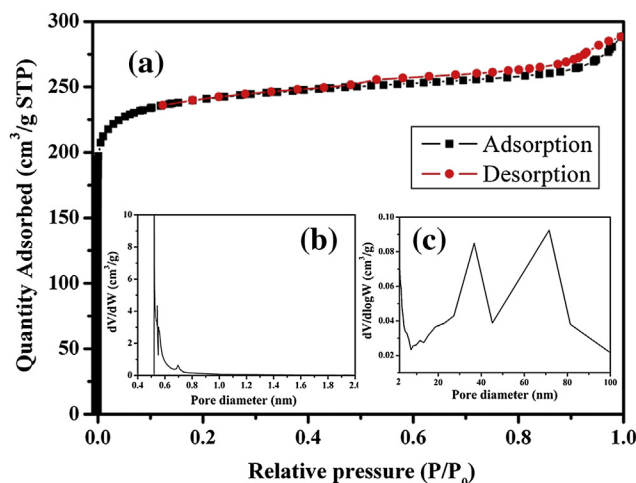 (a)
300
250
200
150
100
50
0
Quantity Adsorbed (cm³/g STP)
Adsorption
Desorption
(b)
10
8
6
4
2
0
dV/dW (cm³/g)
0.4 0.6 0.8 1.0 1.2 1.4 1.6 1.8 2.0
Pore diameter (nm)
(c)
0.10
0.08
0.06
0.04
0.02
dV/dlogW (cm³/g)
2 20 40 60 80 100
Pore diameter (nm)
0.0 0.2 0.4 0.6 0.8 1.0
Relative pressure (P/P₀)